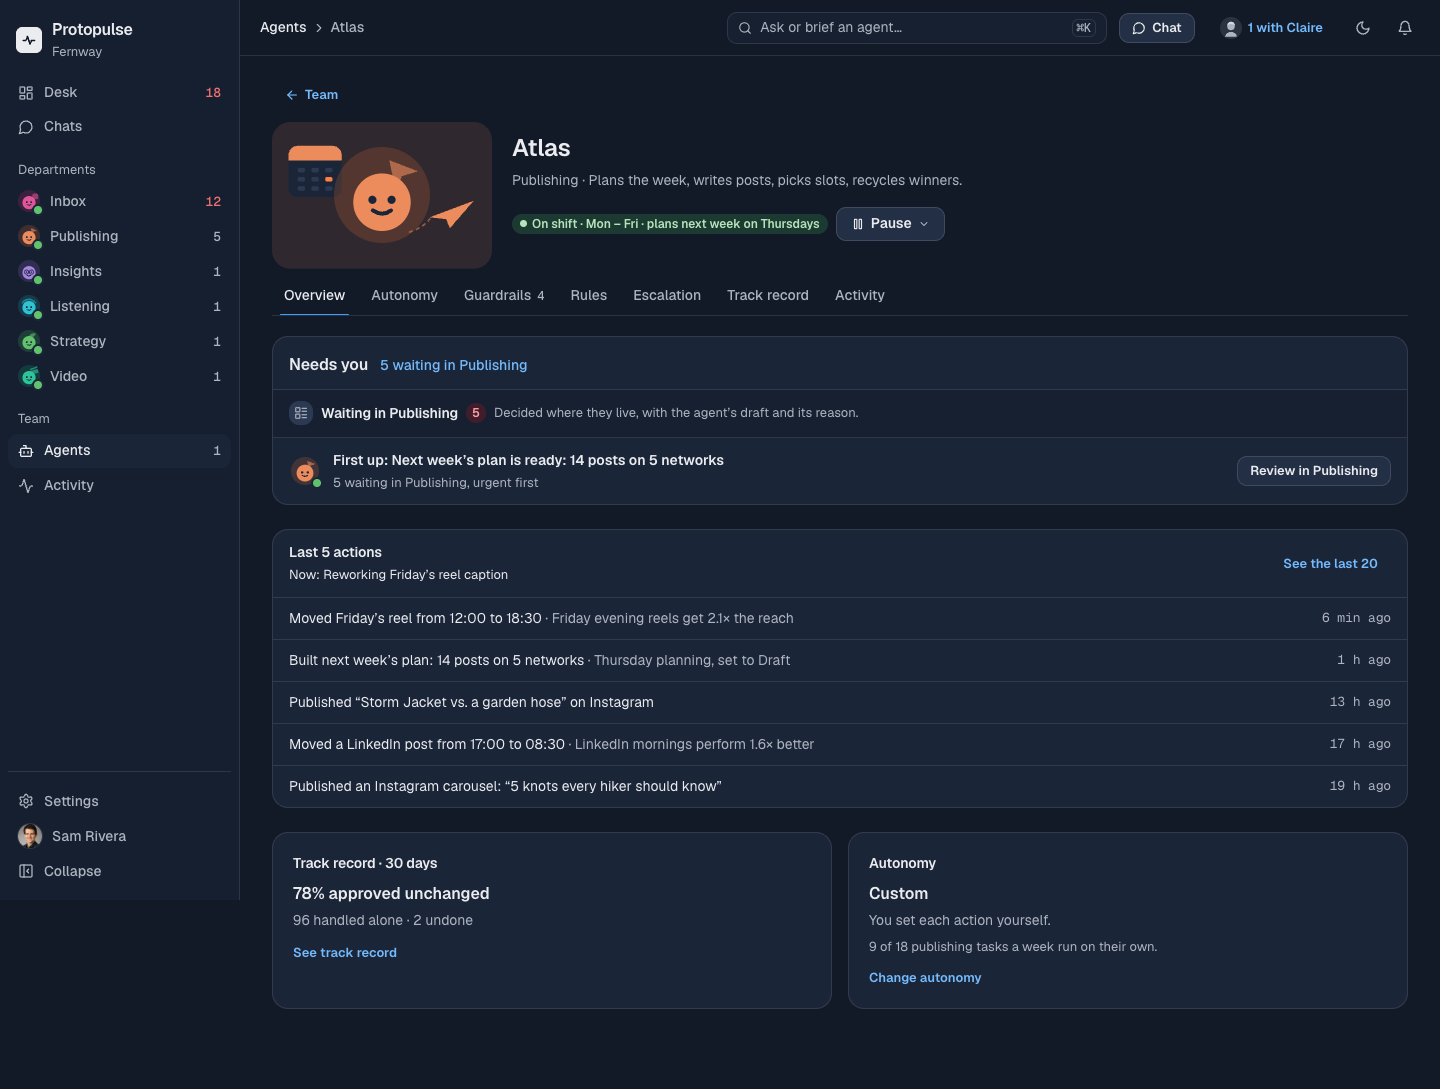 Protopulse
Fernway
Desk 18
Chats
Departments
Inbox 12
Publishing 5
Insights 1
Listening 1
Strategy 1
Video 1
Team
Agents 1
Activity
Settings
Sam Rivera
Collapse
Agents Atlas
Ask or brief an agent… ⌘K
Chat
1 with Claire
Team
Atlas
Publishing · Plans the week, writes posts, picks slots, recycles winners.
On shift · Mon – Fri · plans next week on Thursdays
Pause
Overview Autonomy Guardrails 4 Rules Escalation Track record Activity
Needs you 5 waiting in Publishing
Waiting in Publishing 5 Decided where they live, with the agent’s draft and its reason.
First up: Next week’s plan is ready: 14 posts on 5 networks
5 waiting in Publishing, urgent first
Review in Publishing
Last 5 actions
Now: Reworking Friday’s reel caption
See the last 20
Moved Friday’s reel from 12:00 to 18:30 · Friday evening reels get 2.1× the reach 6 min ago
Built next week’s plan: 14 posts on 5 networks · Thursday planning, set to Draft 1 h ago
Published “Storm Jacket vs. a garden hose” on Instagram 13 h ago
Moved a LinkedIn post from 17:00 to 08:30 · LinkedIn mornings perform 1.6× better 17 h ago
Published an Instagram carousel: “5 knots every hiker should know” 19 h ago
Track record · 30 days
78% approved unchanged
96 handled alone · 2 undone
See track record
Autonomy
Custom
You set each action yourself.
9 of 18 publishing tasks a week run on their own.
Change autonomy